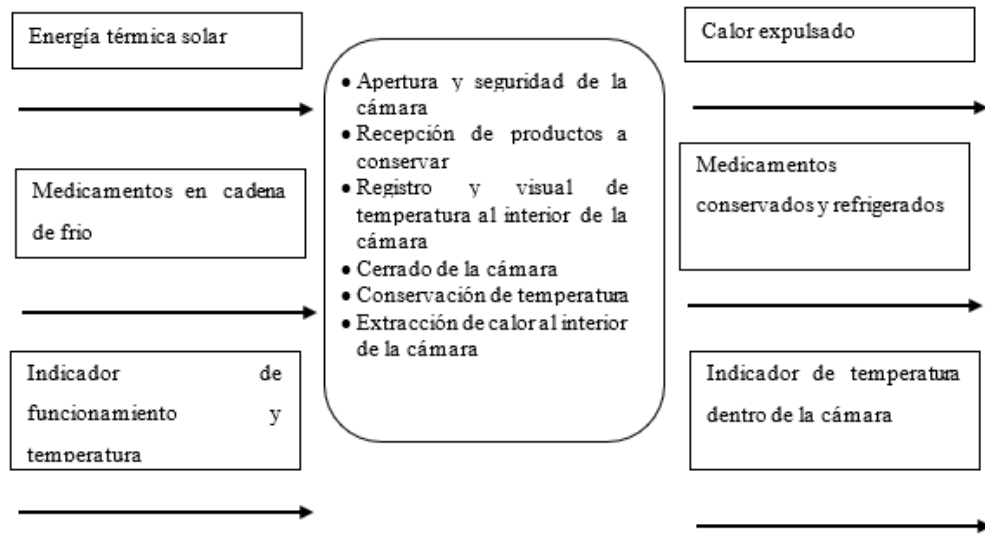 Energía térmica solar
Medicamentos en cadena
de frio
Indicador de
funcionamiento y
temperatura
• Apertura y seguridad de la
cámara
• Recepción de productos a
conservar
• Registro y visual de
temperatura al interior de la
cámara
• Cerrado de la cámara
• Conservación de temperatura
• Extracción de calor al interior
de la cámara
Calor expulsado
Medicamentos
conservados y refrigerados
Indicador de temperatura
dentro de la cámara